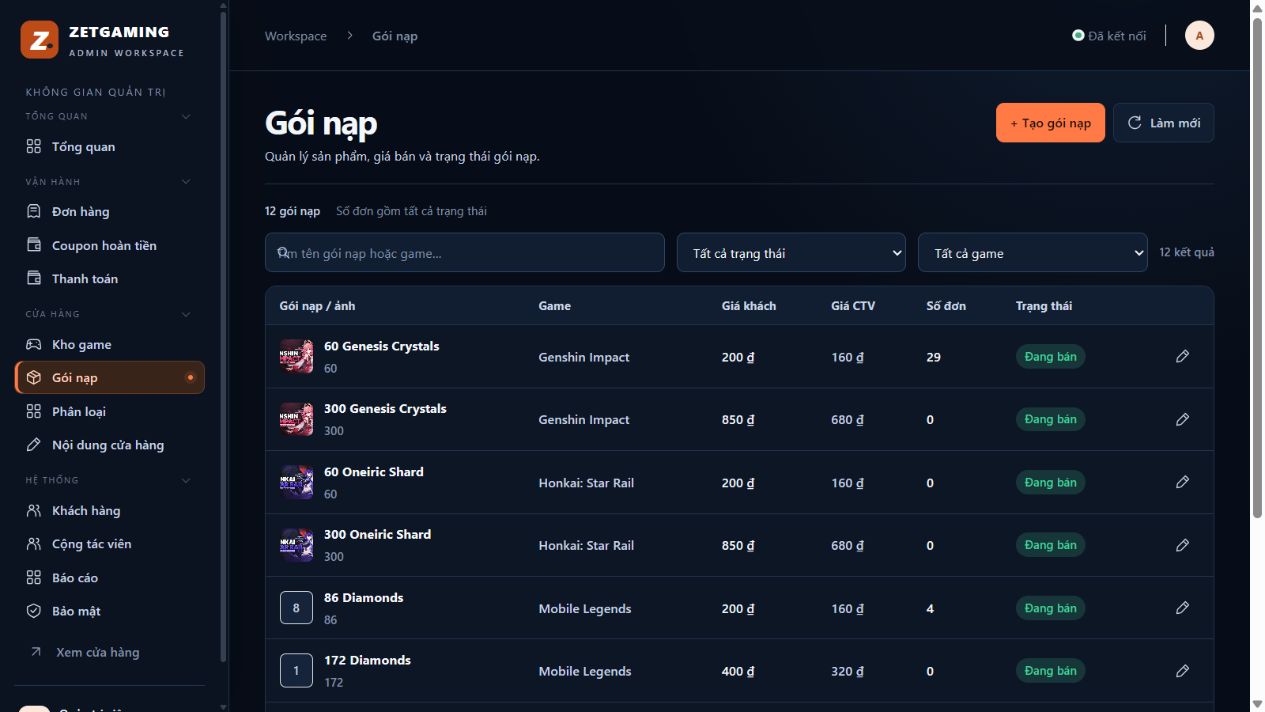 ZETGAMING
ADMIN WORKSPACE
KHÔNG GIAN QUẢN TRỊ
TỔNG QUAN
Tổng quan
VẬN HÀNH
Đơn hàng
Coupon hoàn tiền
Thanh toán
CỬA HÀNG
Kho game
Gói nạp
Phân loại
Nội dung cửa hàng
HỆ THỐNG
Khách hàng
Cộng tác viên
Báo cáo
Bảo mật
Xem cửa hàng
Workspace > Gói nạp
Đã kết nối
A
Gói nạp
Quản lý sản phẩm, giá bán và trạng thái gói nạp.
+ Tạo gói nạp
Làm mới
12 gói nạp Số đơn gồm tất cả trạng thái
Tìm tên gói nạp hoặc game...
Tất cả trạng thái
Tất cả game
12 kết quả
Gói nạp / ảnh Game Giá khách Giá CTV Số đơn Trạng thái
60 Genesis Crystals
60
Genshin Impact 200 ₫ 160 ₫ 29 Đang bán
300 Genesis Crystals
300
Genshin Impact 850 ₫ 680 ₫ 0 Đang bán
60 Oneiric Shard
60
Honkai: Star Rail 200 ₫ 160 ₫ 0 Đang bán
300 Oneiric Shard
300
Honkai: Star Rail 850 ₫ 680 ₫ 0 Đang bán
8
86 Diamonds
86
Mobile Legends 200 ₫ 160 ₫ 4 Đang bán
1
172 Diamonds
172
Mobile Legends 400 ₫ 320 ₫ 0 Đang bán